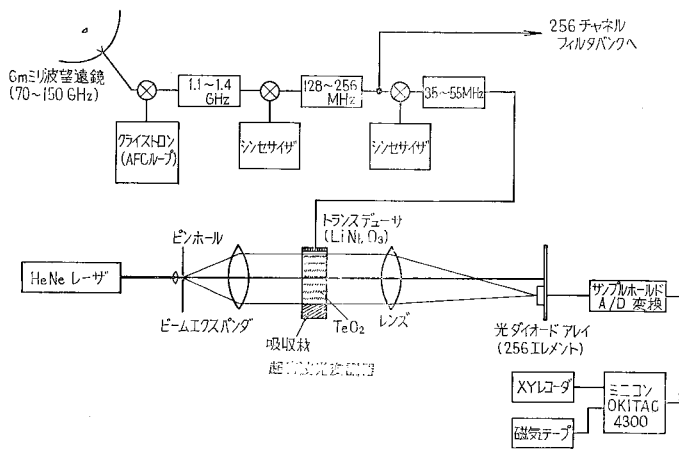 256 チャネル
フィルタバンクへ
6mミリ波望遠鏡
(70~150 GHz)
1.1~1.4
GHz
128~256
MHz
35~55MHz
クライストロン
(AFCループ)
シンセサイザ
シンセサイザ
トランスデューサ
(LiNbO3)
ピンホール
HeNe レーザ
ビームエクスパンダ
TeO2
レンズ
吸収材
サンプルホールド
A/D 変換
光ダイオードアレイ
(256エレメント)
XYレコーダ
ミニコン
OKITAC
4300
磁気テープ